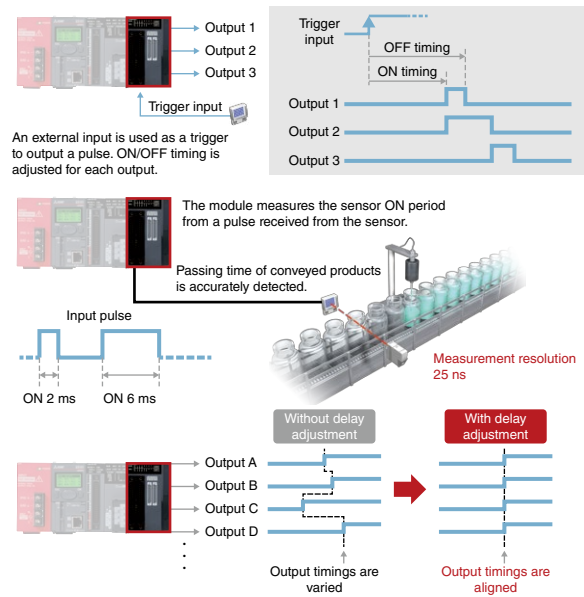 Output 1
Output 2
Output 3
Trigger input
An external input is used as a trigger
to output a pulse. ON/OFF timing is
adjusted for each output.
Trigger
input
OFF timing
ON timing
Output 1
Output 2
Output 3
The module measures the sensor ON period
from a pulse received from the sensor.
Passing time of conveyed products
is accurately detected.
Input pulse
ON 2 ms
ON 6 ms
Measurement resolution
25 ns
Without delay
adjustment
With delay
adjustment
Output A
Output B
Output C
Output D
Output timings are
varied
Output timings are
aligned